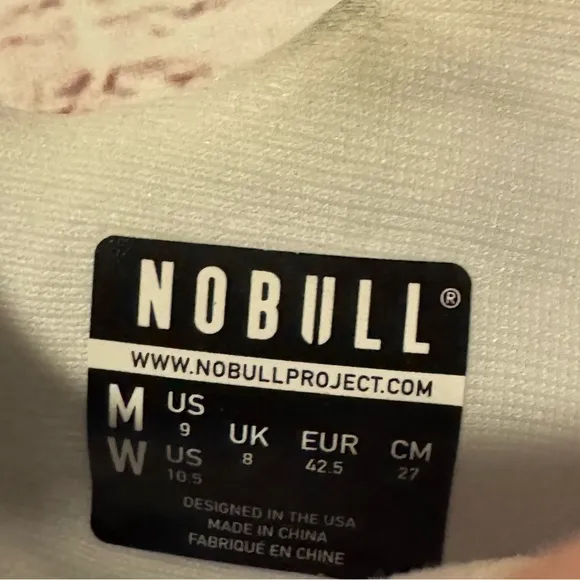 NOBULL®
WWW.NOBULLPROJECT.COM
M US 9
W US 10.5
UK 8
EUR 42.5
CM 27
DESIGNED IN THE USA
MADE IN CHINA
FABRIQUÉ EN CHINE